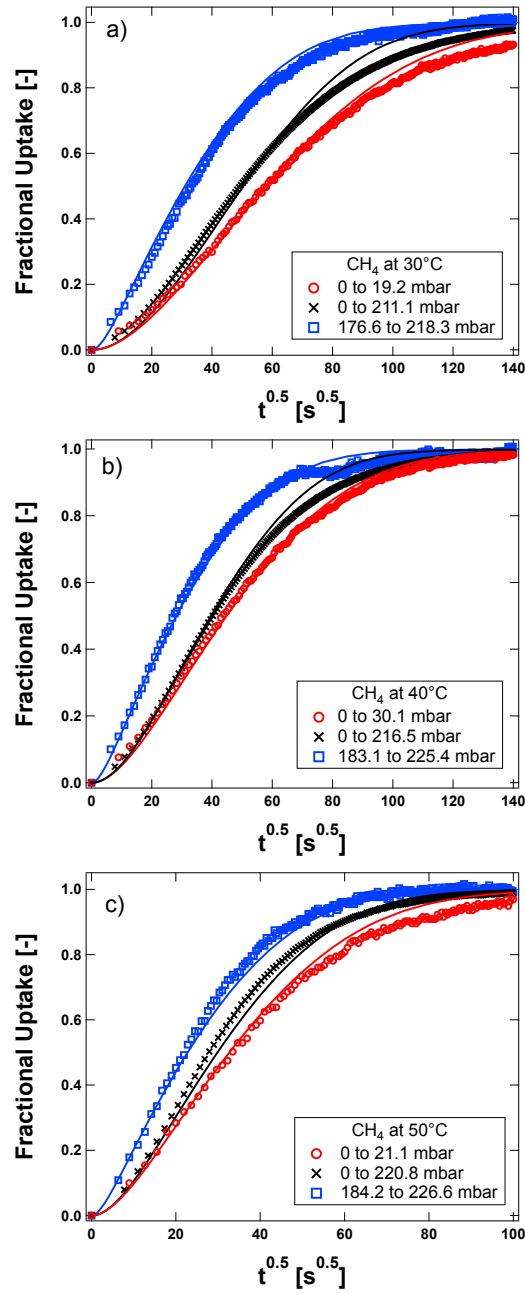 a)
Fractional Uptake [-]
1.0
0.8
0.6
0.4
0.2
0.0
CH₄ at 30°C
0 to 19.2 mbar
0 to 211.1 mbar
176.6 to 218.3 mbar
0 20 40 60 80 100 120 140
t^0.5 [s^0.5]
b)
Fractional Uptake [-]
1.0
0.8
0.6
0.4
0.2
0.0
CH₄ at 40°C
0 to 30.1 mbar
0 to 216.5 mbar
183.1 to 225.4 mbar
0 20 40 60 80 100 120 140
t^0.5 [s^0.5]
c)
Fractional Uptake [-]
1.0
0.8
0.6
0.4
0.2
0.0
CH₄ at 50°C
0 to 21.1 mbar
0 to 220.8 mbar
184.2 to 226.6 mbar
0 20 40 60 80 100
t^0.5 [s^0.5]